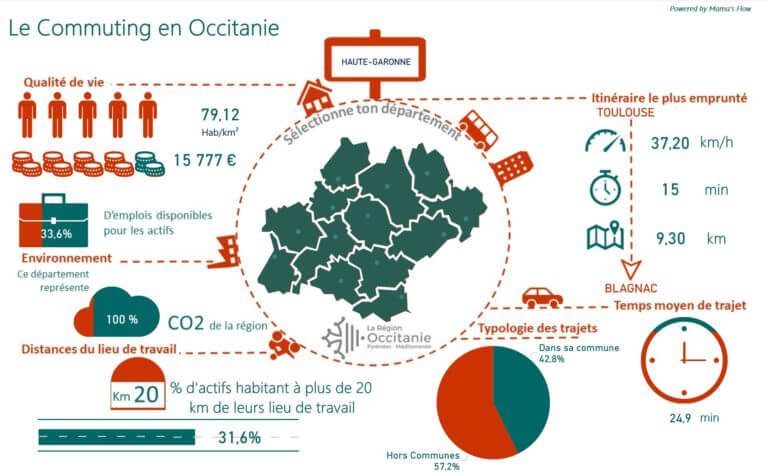 Powered by Mama's Flow
Le Commuting en Occitanie
HAUTE-GARONNE
Qualité de vie
79,12
Hab/km²
15 777 €
Sélectionne ton département
Itinéraire le plus emprunté
TOULOUSE
37,20 km/h
15 min
9,30 km
BLAGNAC
33,6%
D'emplois disponibles
pour les actifs
Environnement
Ce département
représente
100 %
CO2 de la région
Distances du lieu de travail
Km 20
% d'actifs habitant à plus de 20
km de leurs lieu de travail
31,6%
La Région
Occitanie
Pyrénées - Méditerranée
Typologie des trajets
Dans sa commune
42,8%
Hors Communes
57,2%
Temps moyen de trajet
24,9 min